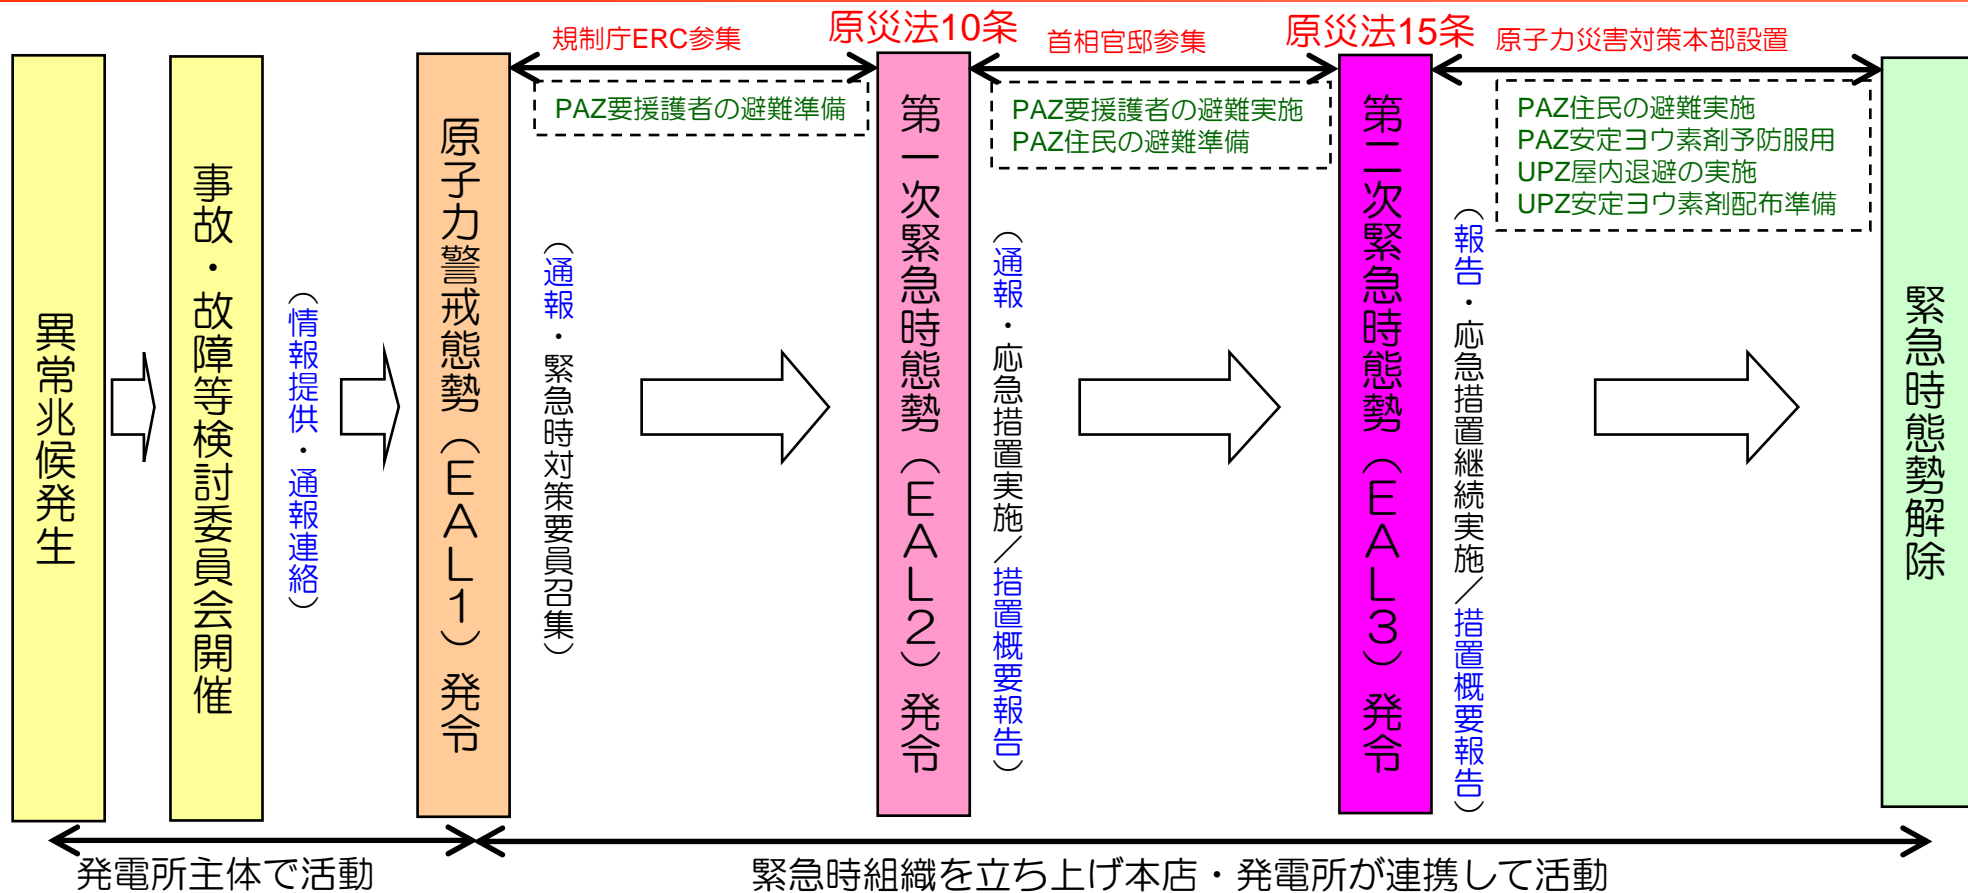 異常兆候発生
事故・故障等検討委員会開催
（情報提供・通報連絡）
原子力警戒態勢（EAL1）発令
規制庁ERC参集
PAZ要援護者の避難準備
（通報・緊急時対策要員召集）
原災法10条
第一次緊急時態勢（EAL2）発令
首相官邸参集
PAZ要援護者の避難実施
PAZ住民の避難準備
（通報・応急措置実施／措置概要報告）
原災法15条
第二次緊急時態勢（EAL3）発令
原子力災害対策本部設置
PAZ住民の避難実施
PAZ安定ヨウ素剤予防服用
UPZ屋内退避の実施
UPZ安定ヨウ素剤配布準備
（報告・応急措置継続実施／措置概要報告）
緊急時態勢解除
発電所主体で活動
緊急時組織を立ち上げ本店・発電所が連携して活動